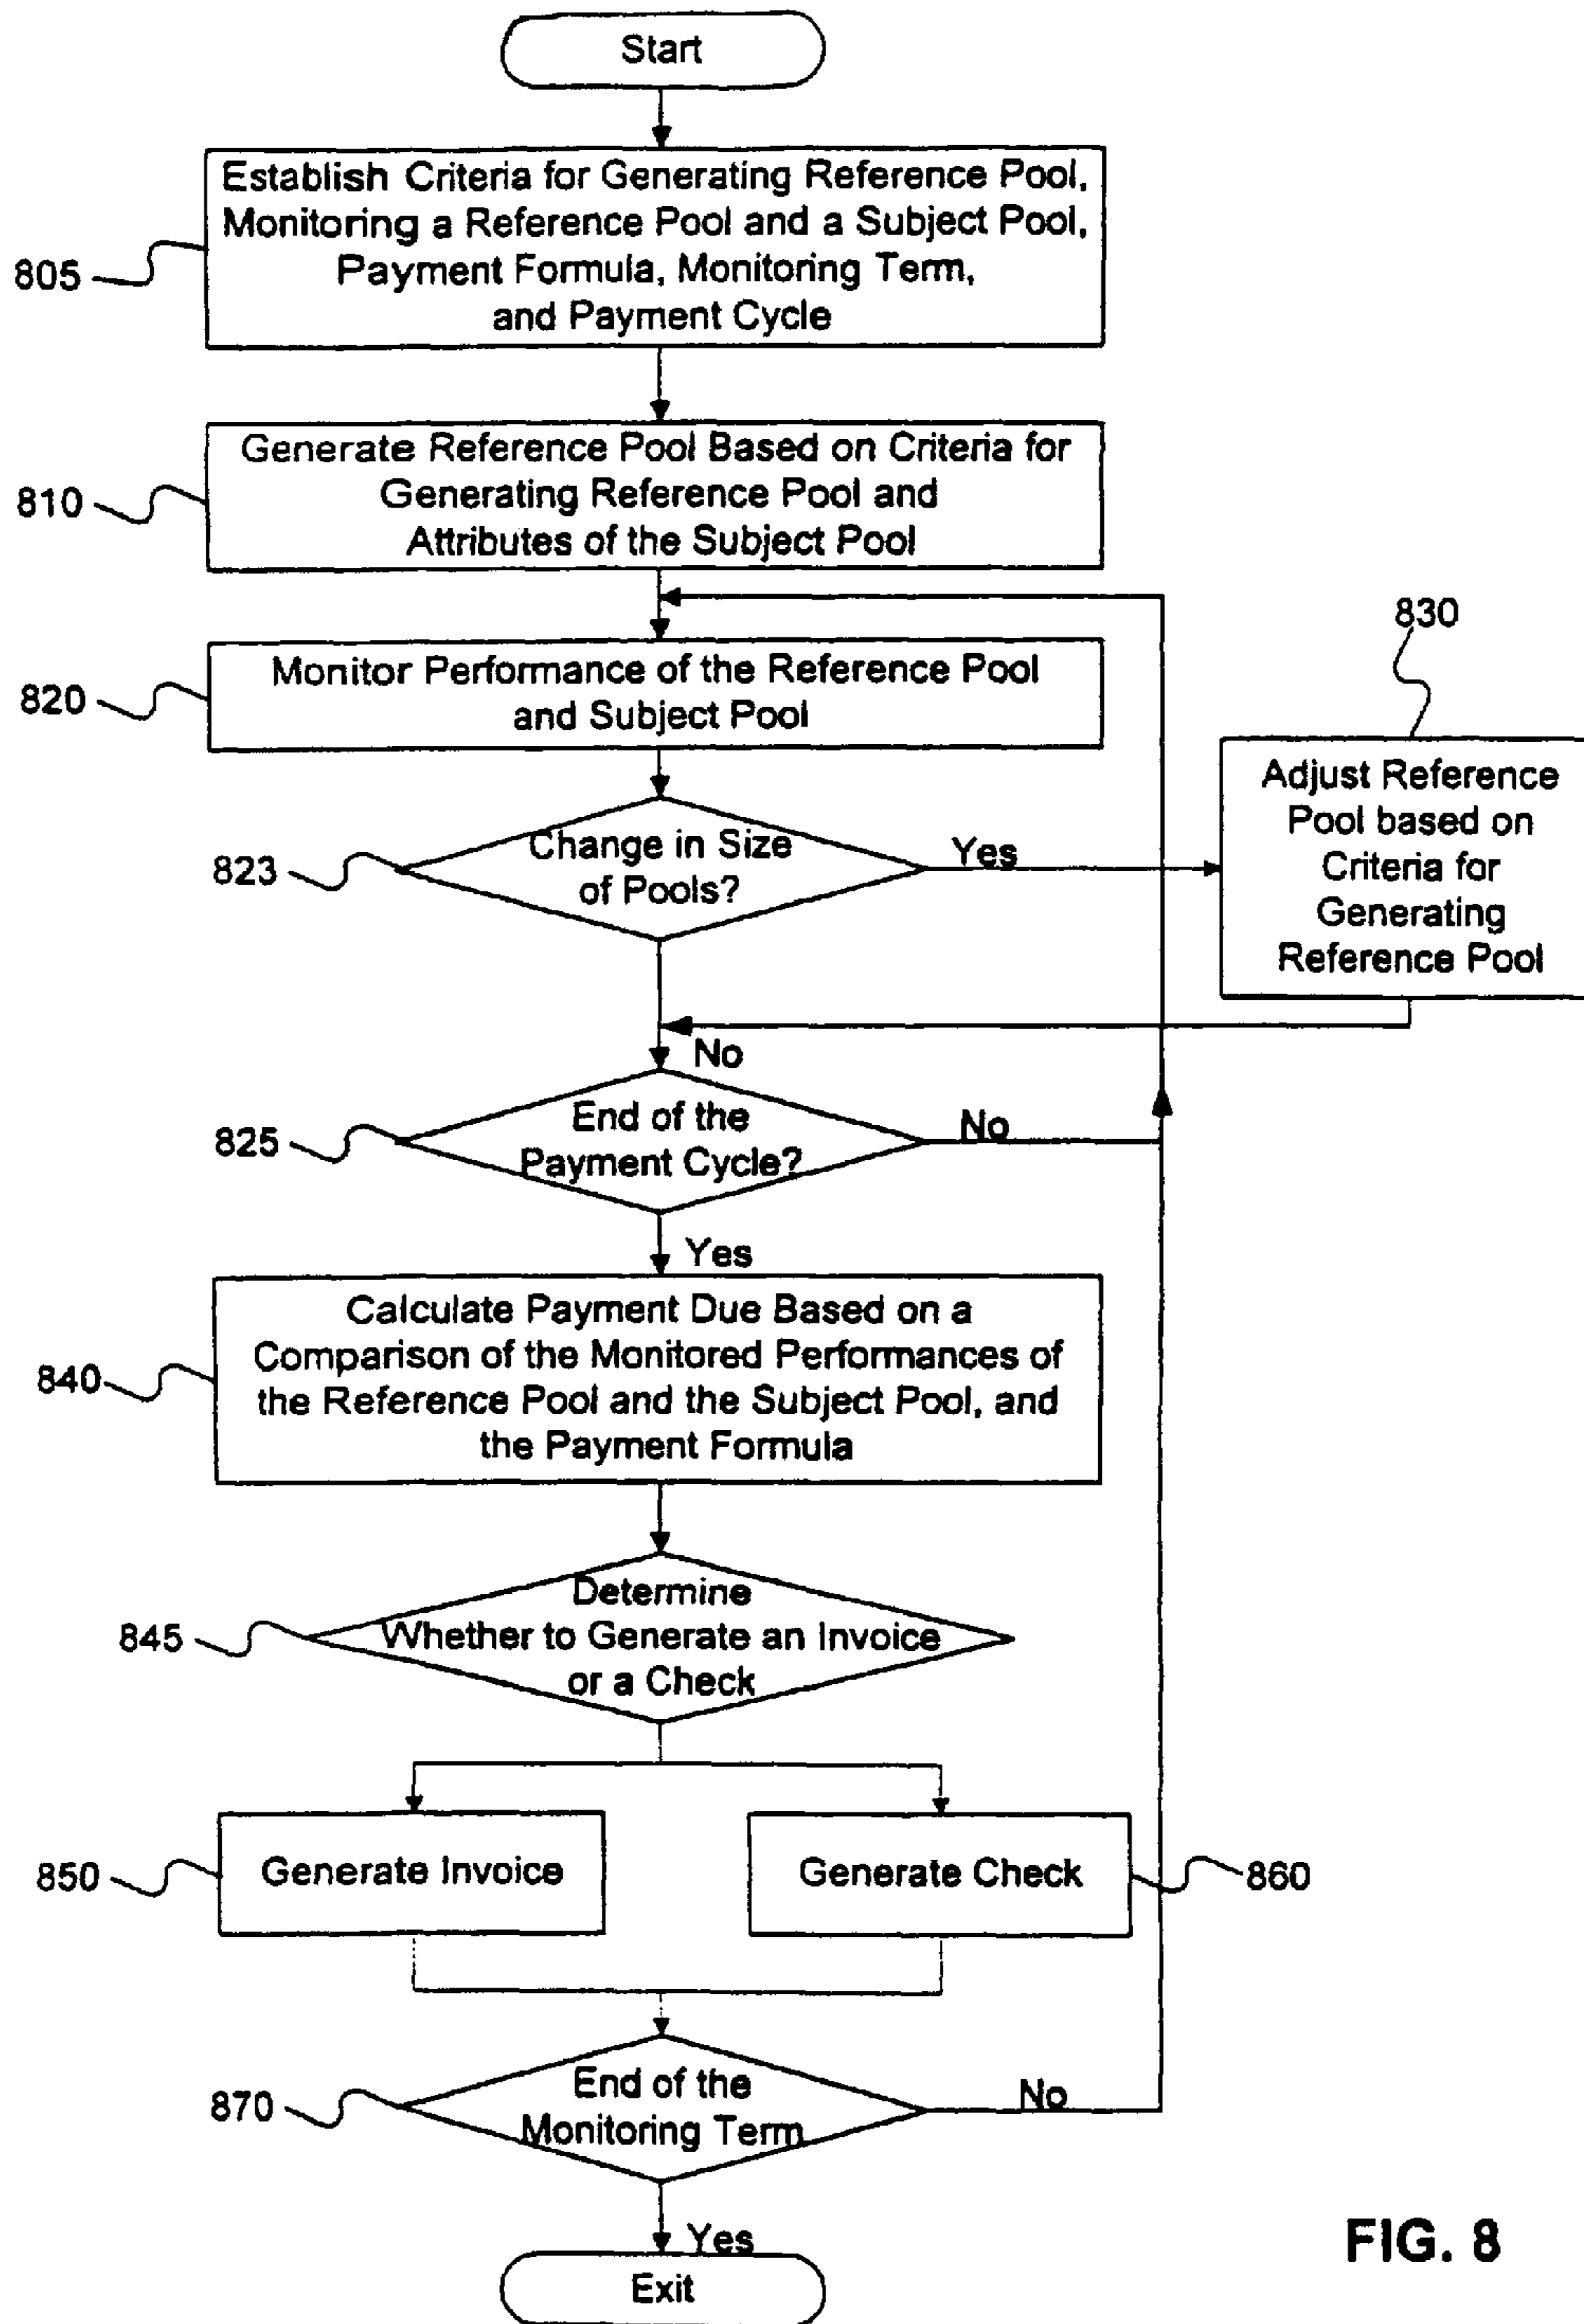 Start
Establish Criteria for Generating Reference Pool,
Monitoring a Reference Pool and a Subject Pool,
Payment Formula, Monitoring Term,
and Payment Cycle
805
Generate Reference Pool Based on Criteria for
Generating Reference Pool and
Attributes of the Subject Pool
810
830
Monitor Performance of the Reference Pool
and Subject Pool
820
Adjust Reference
Pool based on
Criteria for
Generating
Reference Pool
Change in Size
of Pools?
823
Yes
No
End of the
Payment Cycle?
825
No
Yes
Calculate Payment Due Based on a
Comparison of the Monitored Performances of
the Reference Pool and the Subject Pool, and
the Payment Formula
840
Determine
Whether to Generate an Invoice
or a Check
845
Generate Invoice
850
Generate Check
860
End of the
Monitoring Term
870
No
Yes
Exit
FIG. 8